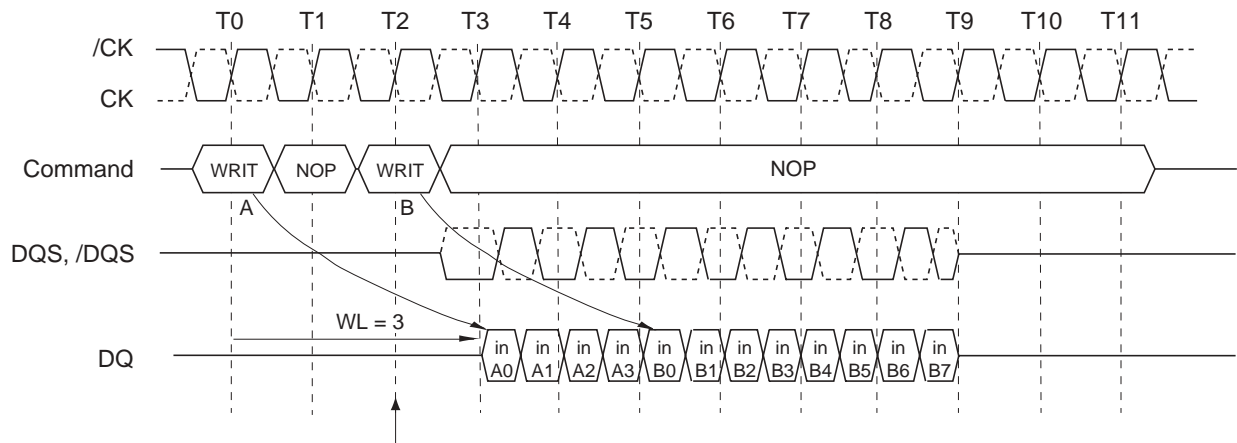 T0 T1 T2 T3 T4 T5 T6 T7 T8 T9 T10 T11
/CK
CK
Command WRIT NOP WRIT NOP
A B
DQS, /DQS
WL = 3
DQ
in in in in in in in in in in in in
A0 A1 A2 A3 B0 B1 B2 B3 B4 B5 B6 B7